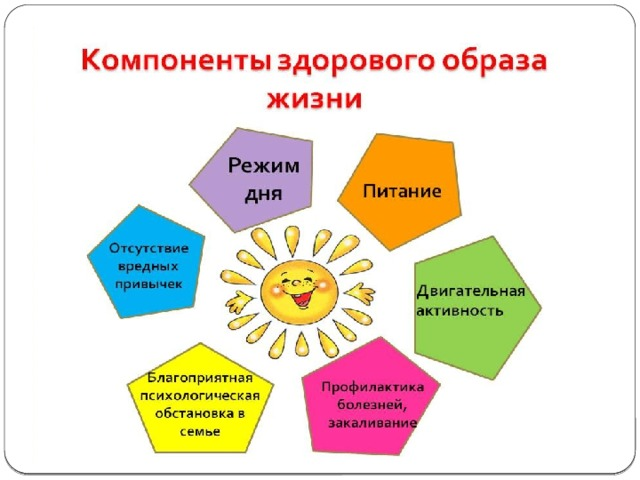 Компоненты здорового образа
жизни
Режим
дня
Питание
Отсутствие
вредных
привычек
Двигательная
активность
Благоприятная
психологическая
обстановка в
семье
Профилактика
болезней,
закаливание